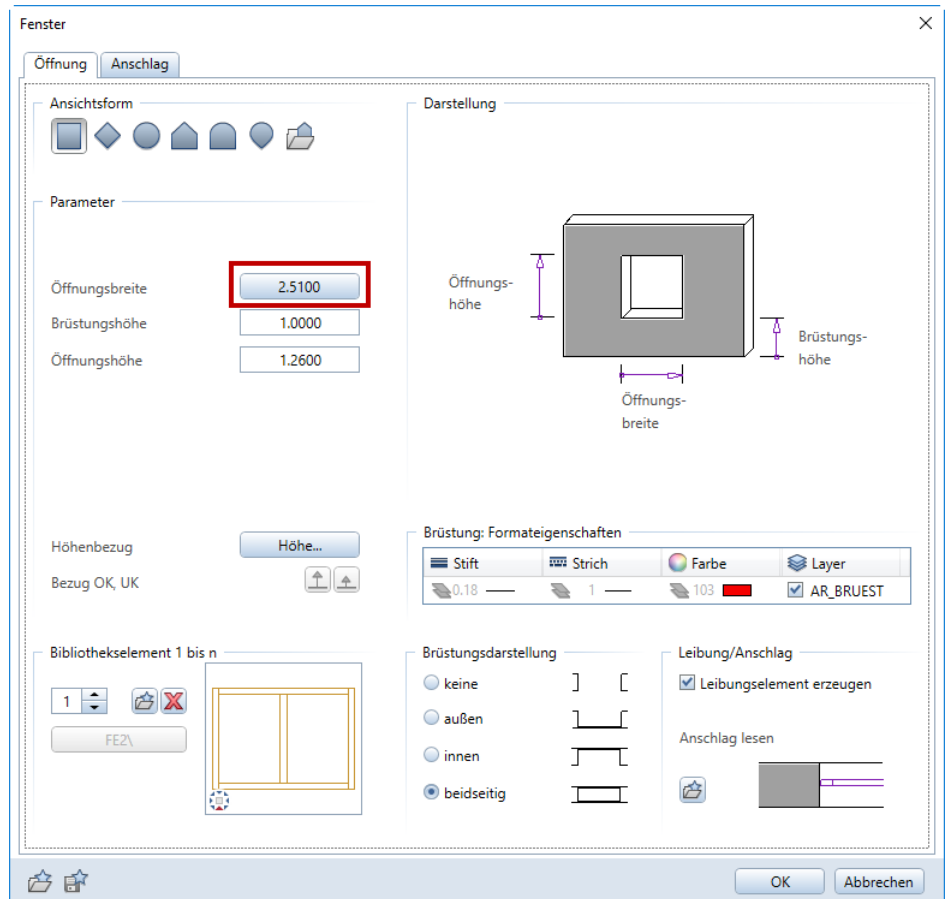 Fenster
Öffnung
Anschlag
Ansichtsform
Darstellung
Parameter
Öffnungsbreite
2.5100
Brüstungshöhe
1.0000
Öffnungshöhe
1.2600
Öffnungs-
höhe
Brüstungs-
höhe
Öffnungs-
breite
Höhenbezug
Höhe...
Bezug OK, UK
Brüstung: Formateigenschaften
Stift
Strich
Farbe
Layer
0.18
1
103
AR_BRUEST
Bibliothekselement 1 bis n
1
FE2\
Brüstungsdarstellung
keine
außen
innen
beidseitig
Leibung/Anschlag
Leibungselement erzeugen
Anschlag lesen
OK
Abbrechen